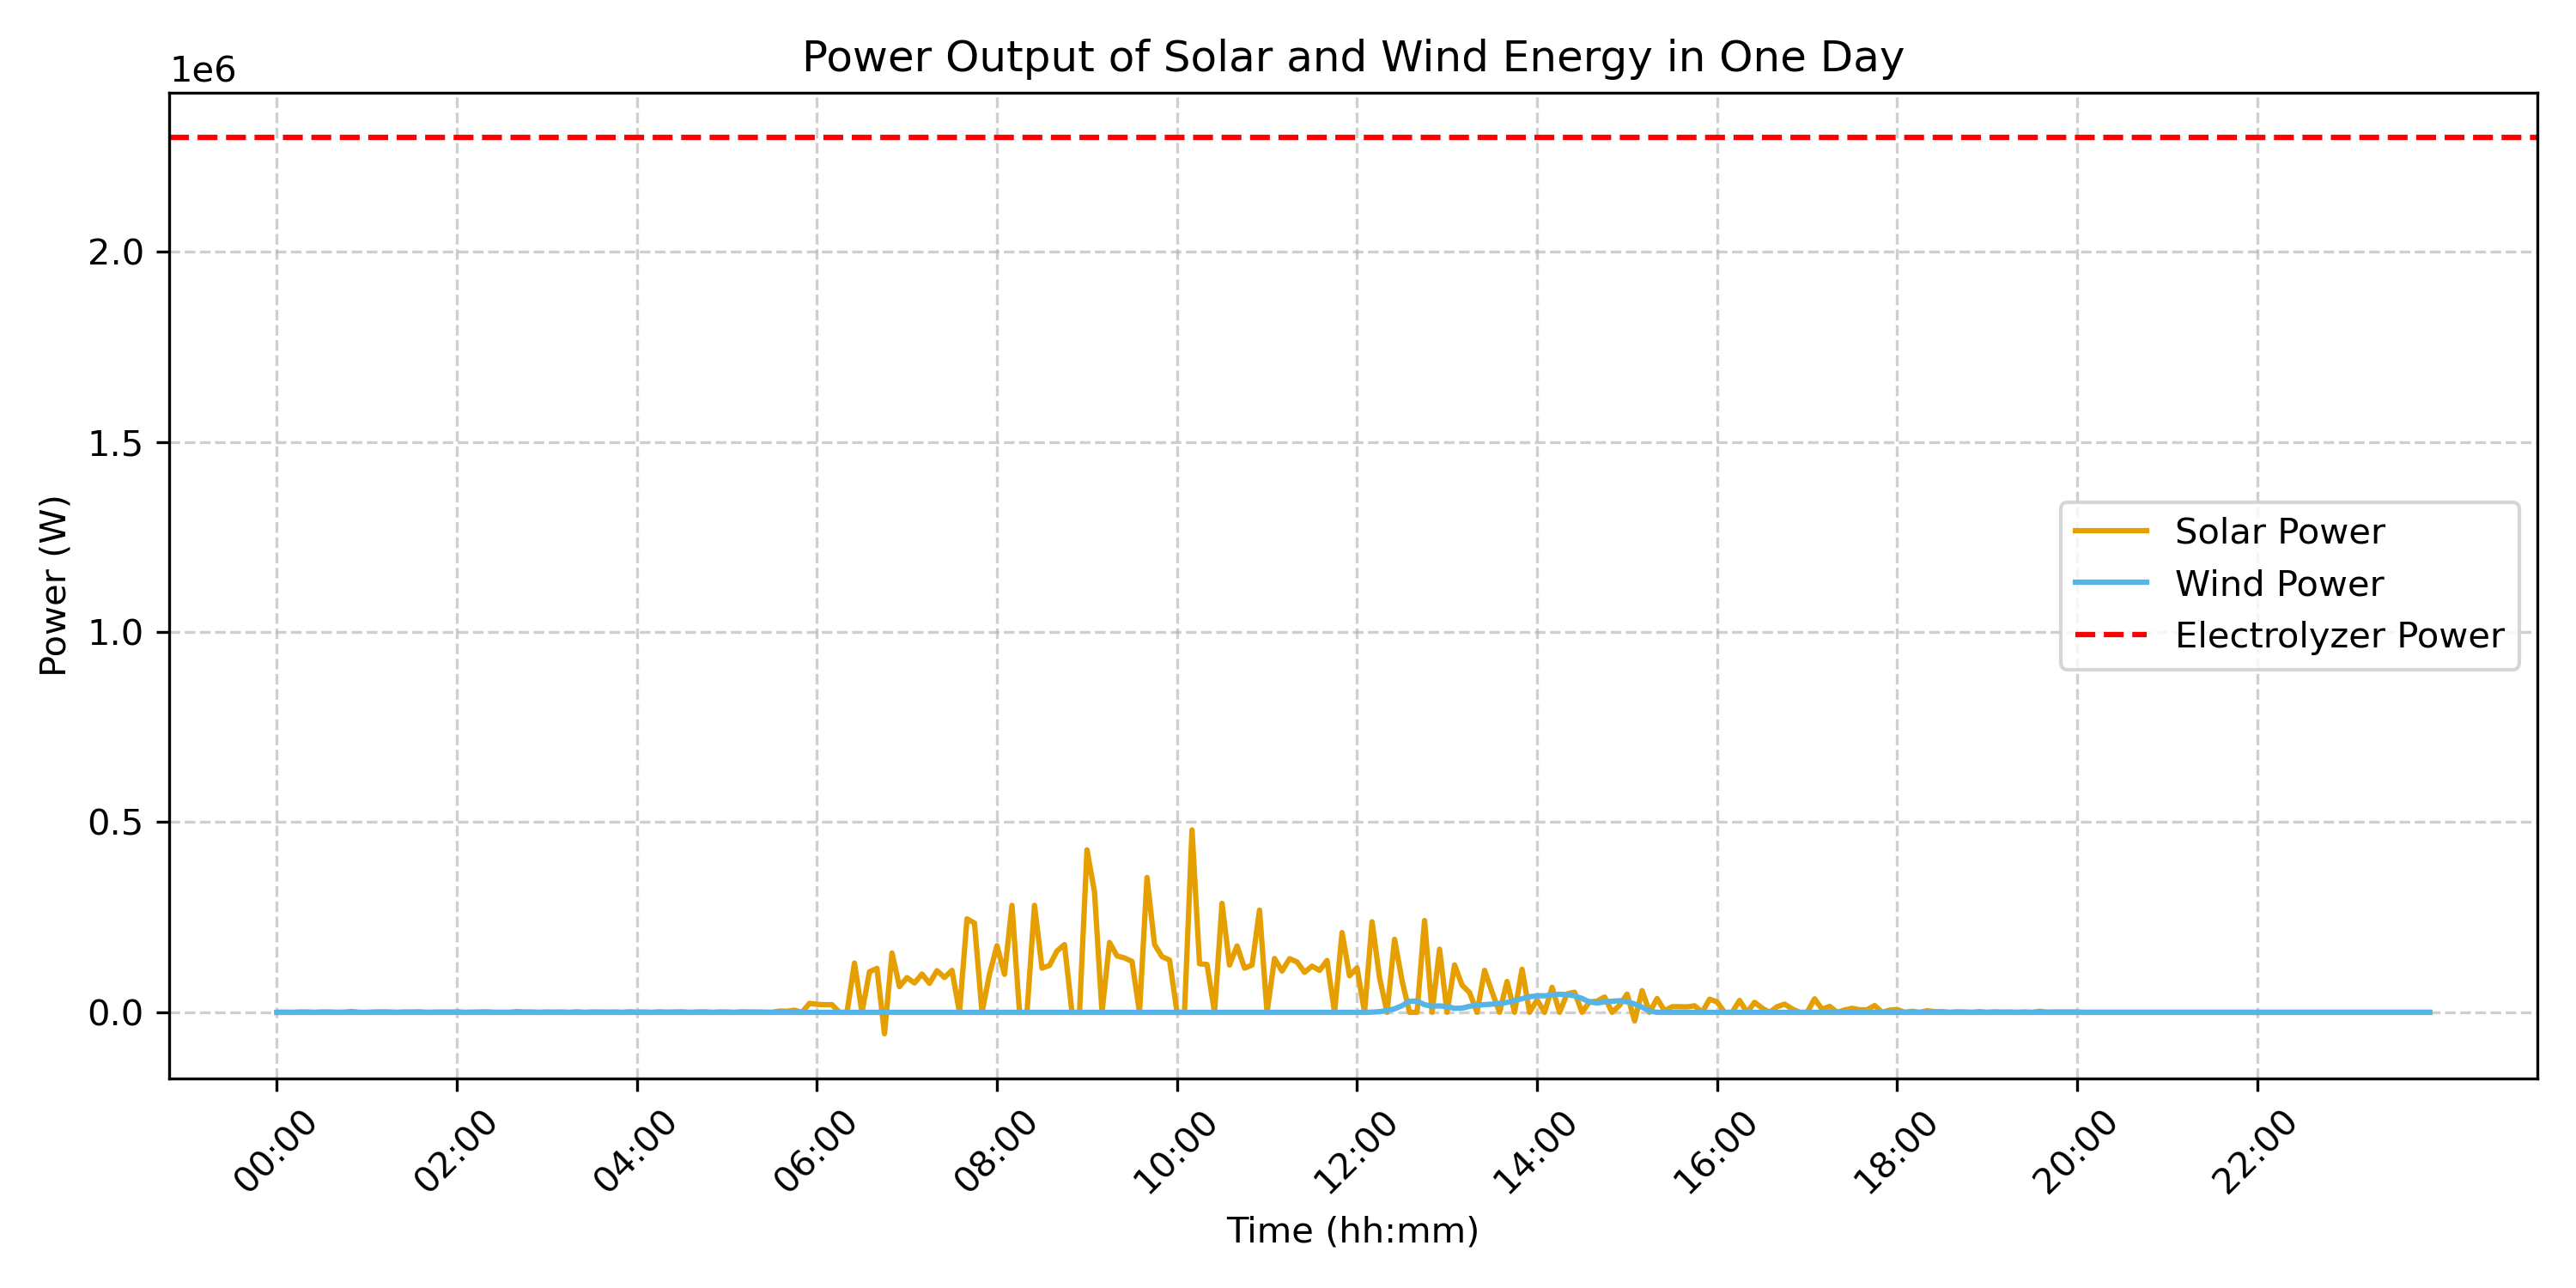 Power Output of Solar and Wind Energy in One Day
1e6
2.0
1.5
1.0
0.5
0.0
Power (W)
Solar Power
Wind Power
Electrolyzer Power
00:00
02:00
04:00
06:00
08:00
10:00
12:00
14:00
16:00
18:00
20:00
22:00
Time (hh:mm)